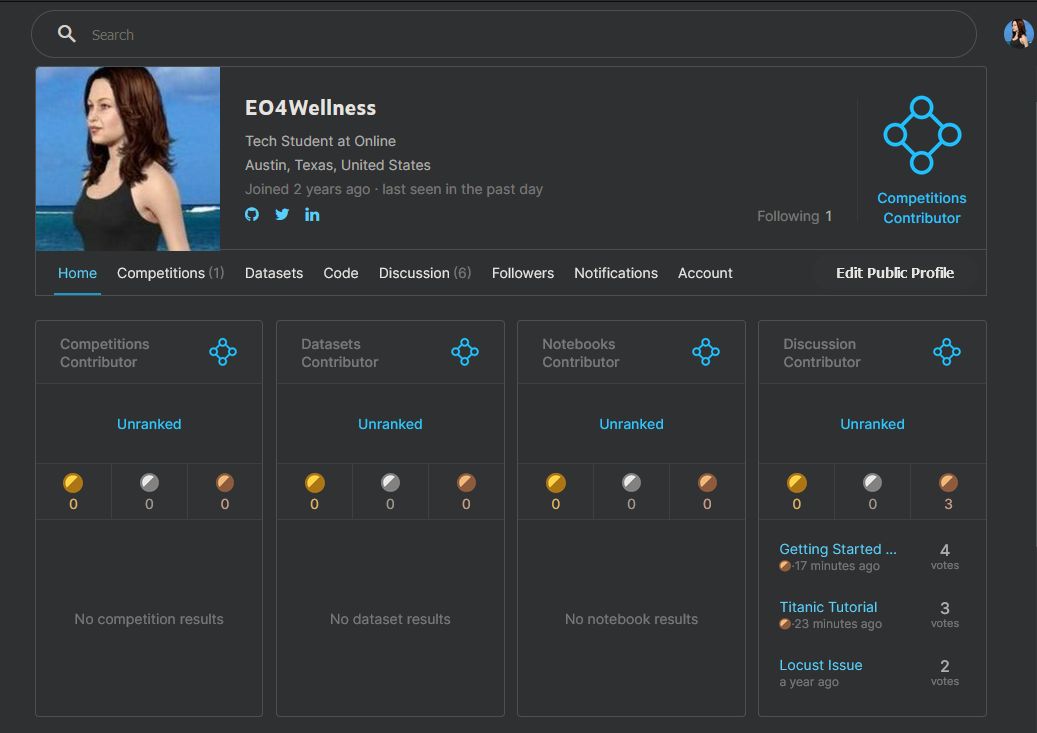 Search
EO4Wellness
Tech Student at Online
Austin, Texas, United States
Joined 2 years ago · last seen in the past day
Following 1
Competitions
Contributor
Home Competitions (1) Datasets Code Discussion (6) Followers Notifications Account Edit Public Profile
Competitions
Contributor
Unranked
0 0 0
No competition results
Datasets
Contributor
Unranked
0 0 0
No dataset results
Notebooks
Contributor
Unranked
0 0 0
No notebook results
Discussion
Contributor
Unranked
0 0 3
Getting Started ... 4
·17 minutes ago votes
Titanic Tutorial 3
·23 minutes ago votes
Locust Issue 2
a year ago votes